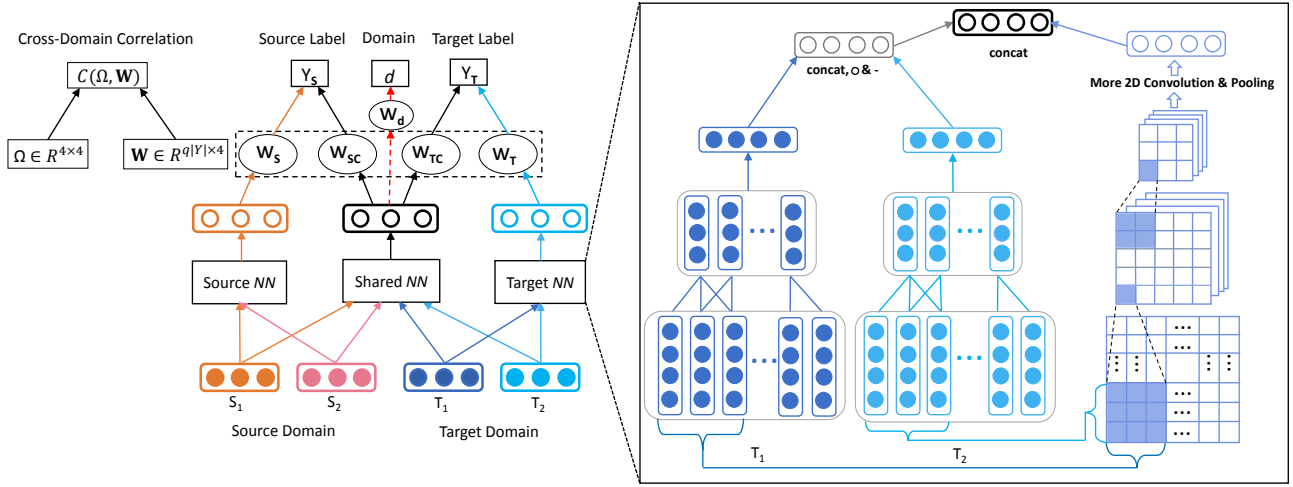 Cross-Domain Correlation
C(Ω, W)
Ω ∈ R^{4×4}
W ∈ R^{q|Y|×4}
Source Label
Domain
Target Label
Y_S
d
Y_T
W_d
W_S
W_SC
W_TC
W_T
Source NN
Shared NN
Target NN
S_1
S_2
T_1
T_2
Source Domain
Target Domain
concat, ○ & -
concat
More 2D Convolution & Pooling
...
...
...
...
...
...
...
...
...
...
...
...
...
T_1
T_2